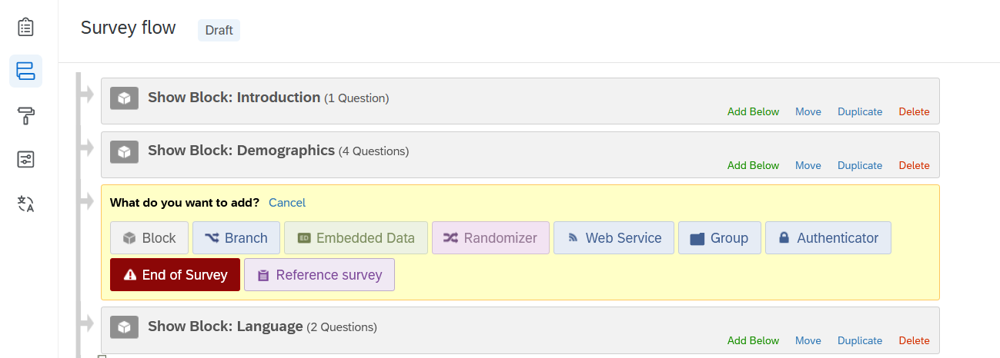 Survey flow Draft
Show Block: Introduction (1 Question)
Add Below Move Duplicate Delete
Show Block: Demographics (4 Questions)
Add Below Move Duplicate Delete
What do you want to add? Cancel
Block Branch ED Embedded Data Randomizer Web Service Group Authenticator
End of Survey Reference survey
Show Block: Language (2 Questions)
Add Below Move Duplicate Delete
文A